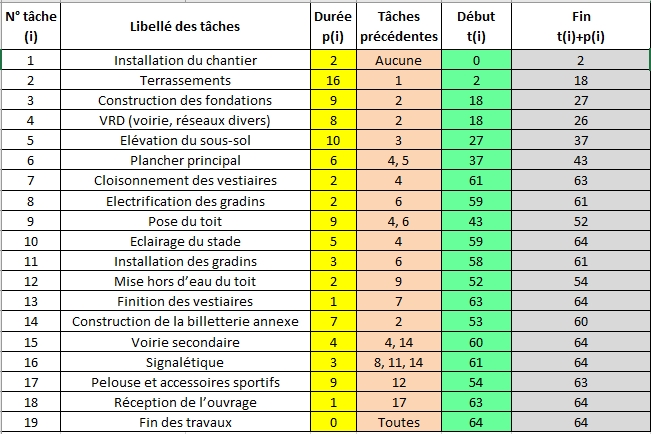 N° tâche (i) Libellé des tâches Durée p(i) Tâches précédentes Début t(i) Fin t(i)+p(i)
1 Installation du chantier 2 Aucune 0 2
2 Terrassements 16 1 2 18
3 Construction des fondations 9 2 18 27
4 VRD (voirie, réseaux divers) 8 2 18 26
5 Elévation du sous-sol 10 3 27 37
6 Plancher principal 6 4, 5 37 43
7 Cloisonnement des vestiaires 2 4 61 63
8 Electrification des gradins 2 6 59 61
9 Pose du toit 9 4, 6 43 52
10 Eclairage du stade 5 4 59 64
11 Installation des gradins 3 6 58 61
12 Mise hors d'eau du toit 2 9 52 54
13 Finition des vestiaires 1 7 63 64
14 Construction de la billetterie annexe 7 2 53 60
15 Voirie secondaire 4 4, 14 60 64
16 Signalétique 3 8, 11, 14 61 64
17 Pelouse et accessoires sportifs 9 12 54 63
18 Réception de l'ouvrage 1 17 63 64
19 Fin des travaux 0 Toutes 64 64